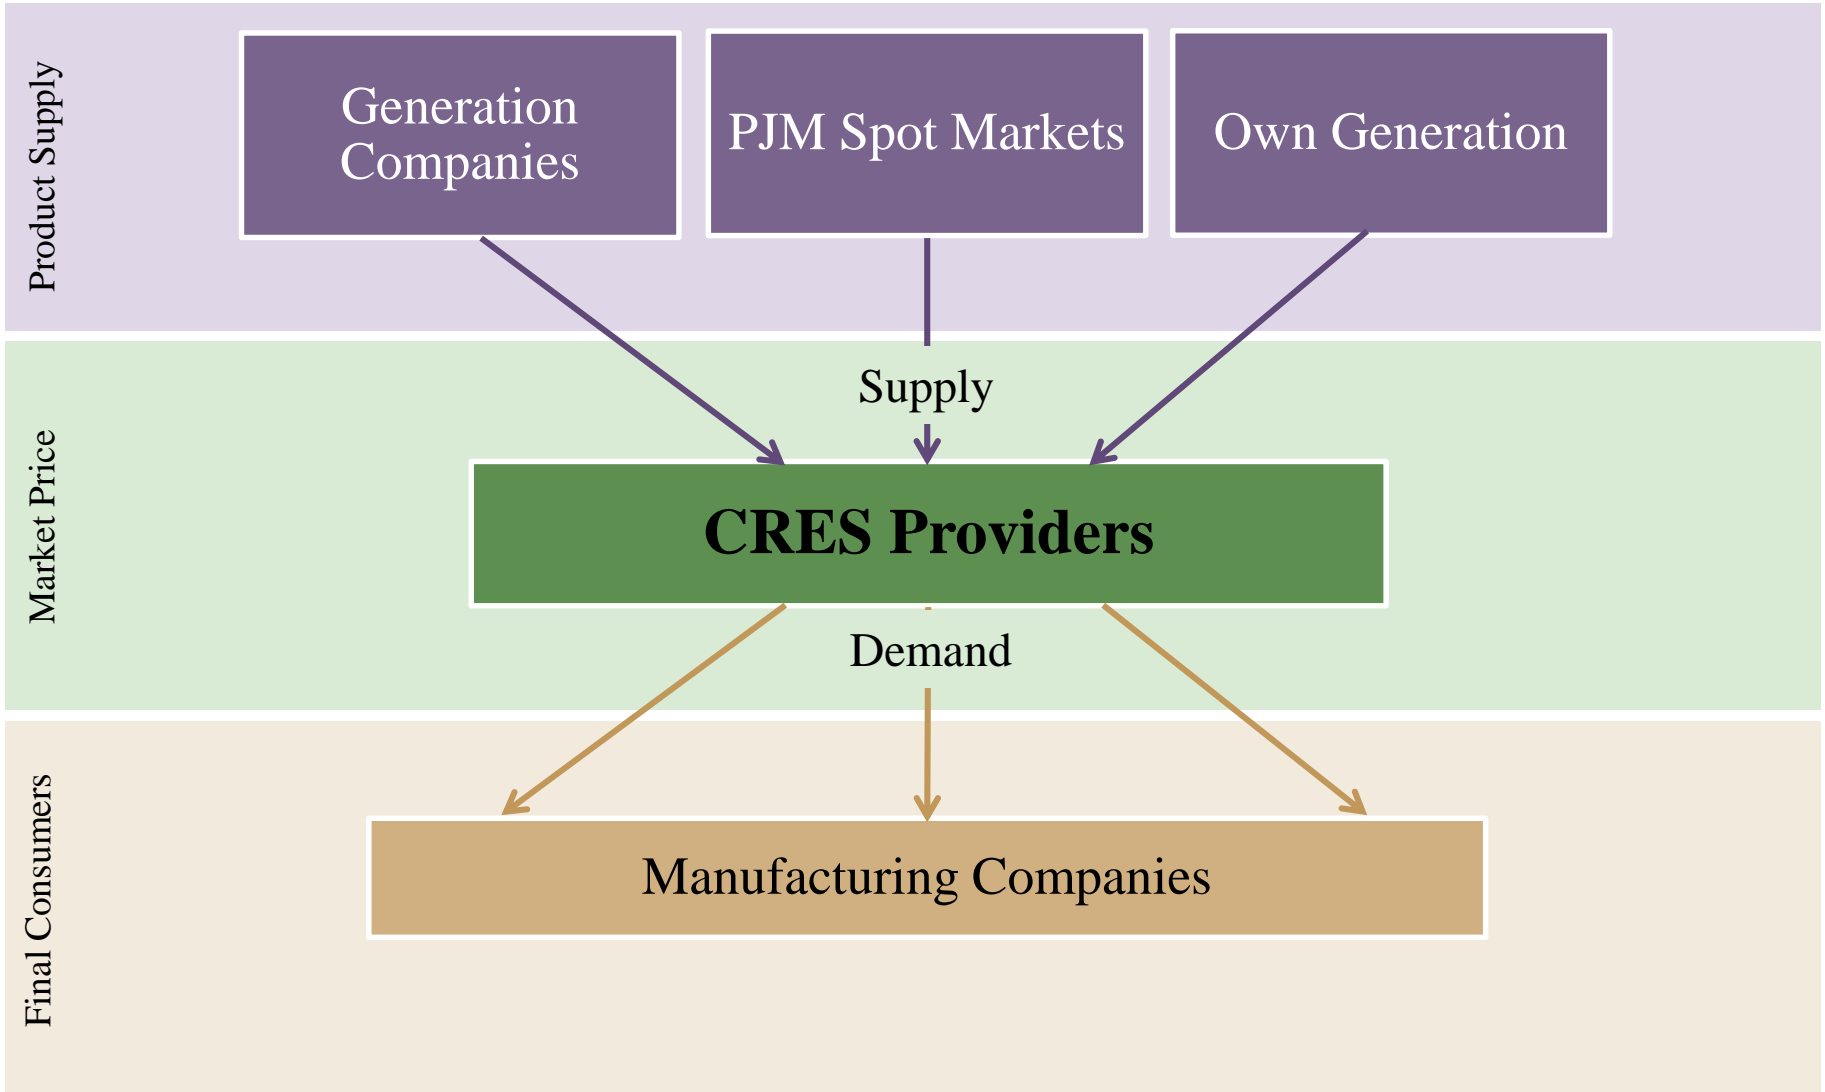 Product Supply
Generation
Companies
PJM Spot Markets
Own Generation
Market Price
Supply
CRES Providers
Demand
Final Consumers
Manufacturing Companies